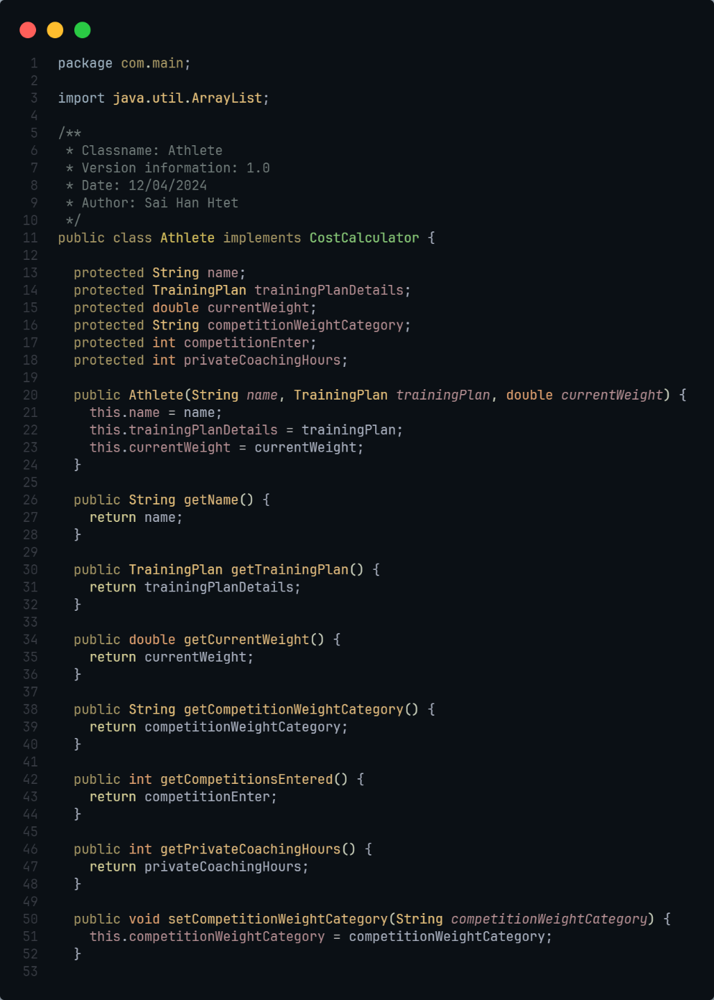 1 package com.main;
2
3 import java.util.ArrayList;
4
5 /**
6  * Classname: Athlete
7  * Version information: 1.0
8  * Date: 12/04/2024
9  * Author: Sai Han Htet
10  */
11 public class Athlete implements CostCalculator {
12
13   protected String name;
14   protected TrainingPlan trainingPlanDetails;
15   protected double currentWeight;
16   protected String competitionWeightCategory;
17   protected int competitionEnter;
18   protected int privateCoachingHours;
19
20   public Athlete(String name, TrainingPlan trainingPlan, double currentWeight) {
21     this.name = name;
22     this.trainingPlanDetails = trainingPlan;
23     this.currentWeight = currentWeight;
24   }
25
26   public String getName() {
27     return name;
28   }
29
30   public TrainingPlan getTrainingPlan() {
31     return trainingPlanDetails;
32   }
33
34   public double getCurrentWeight() {
35     return currentWeight;
36   }
37
38   public String getCompetitionWeightCategory() {
39     return competitionWeightCategory;
40   }
41
42   public int getCompetitionsEntered() {
43     return competitionEnter;
44   }
45
46   public int getPrivateCoachingHours() {
47     return privateCoachingHours;
48   }
49
50   public void setCompetitionWeightCategory(String competitionWeightCategory) {
51     this.competitionWeightCategory = competitionWeightCategory;
52   }
53